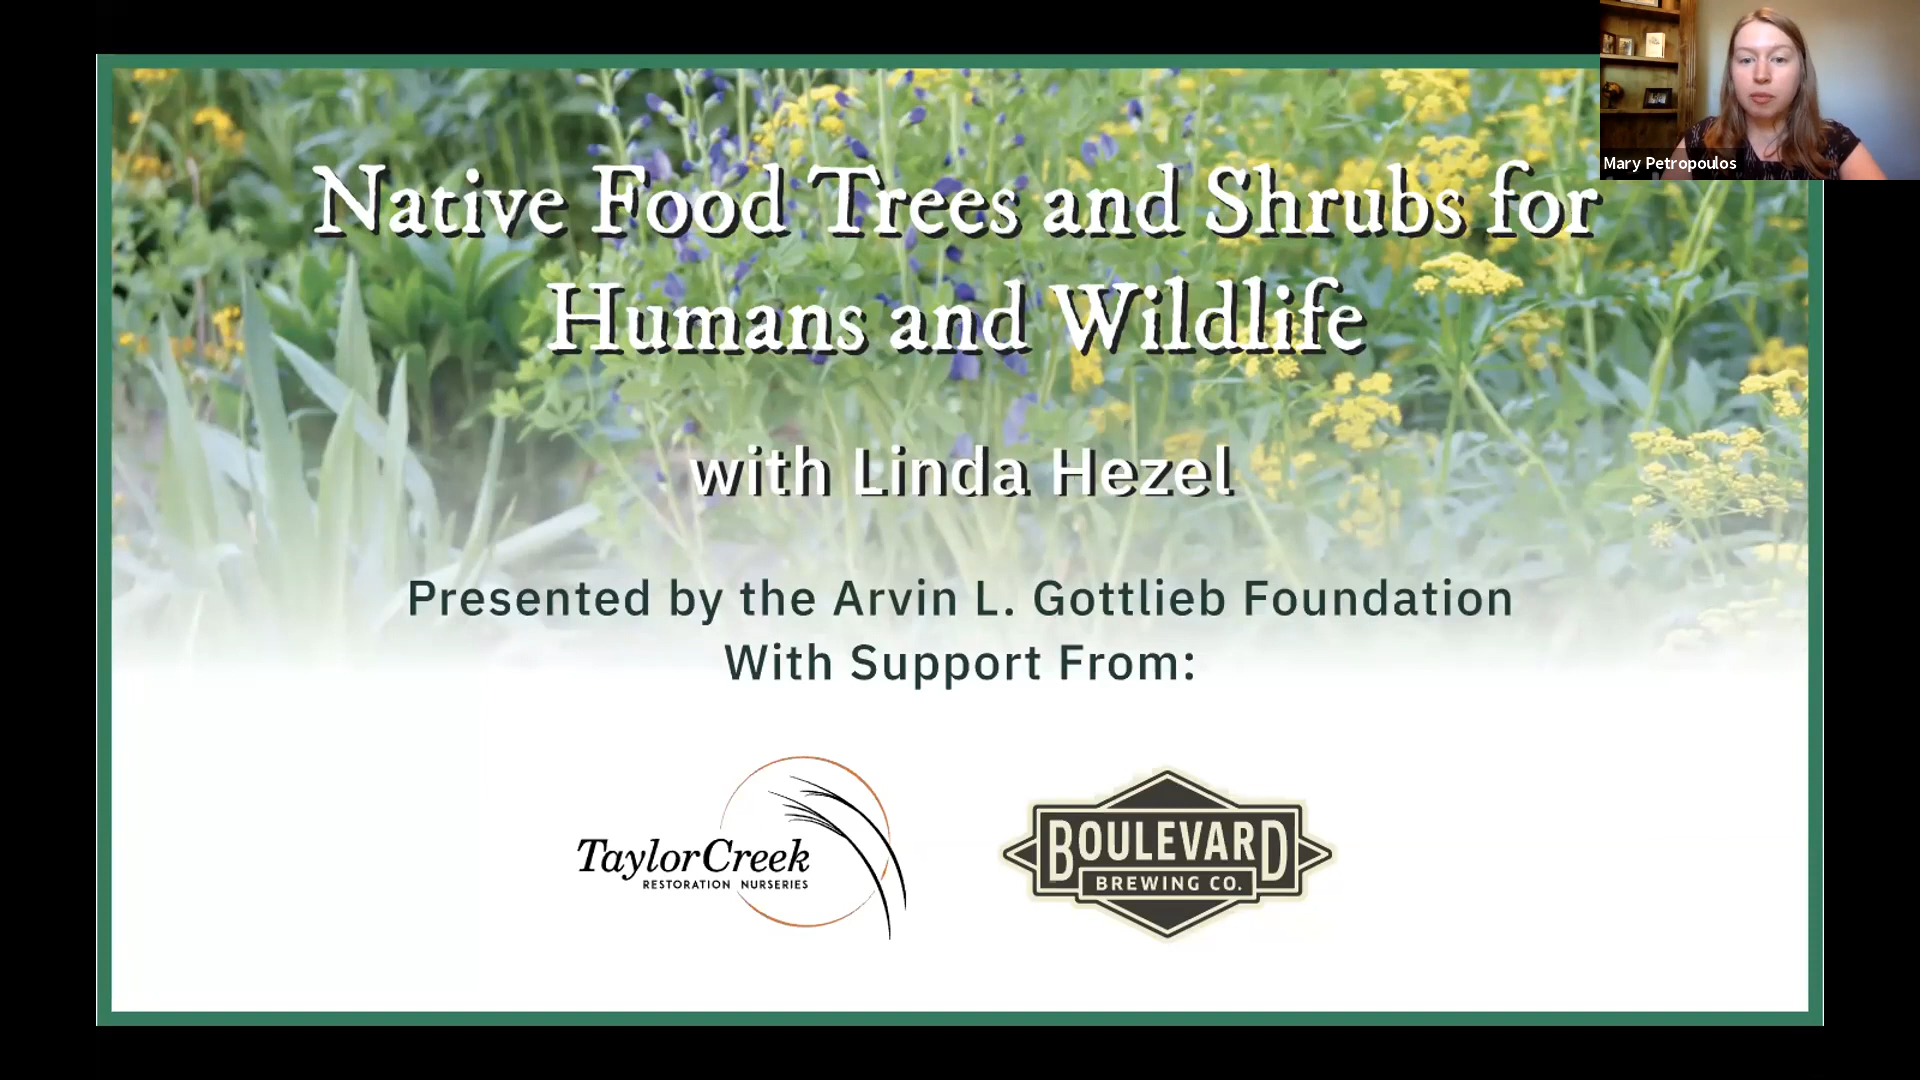 Mary Petropoulos
Native Food Trees and Shrubs for
Humans and Wildlife
with Linda Hezel
Presented by the Arvin L. Gottlieb Foundation
With Support From:
TaylorCreek
RESTORATION NURSERIES
BOULEVARD
BREWING CO.